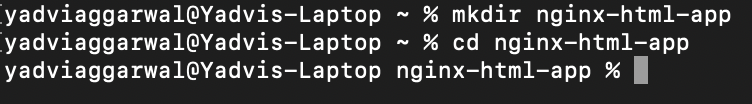 yadviaggarwal@Yadvis-Laptop ~ % mkdir nginx-html-app
yadviaggarwal@Yadvis-Laptop ~ % cd nginx-html-app
yadviaggarwal@Yadvis-Laptop nginx-html-app %